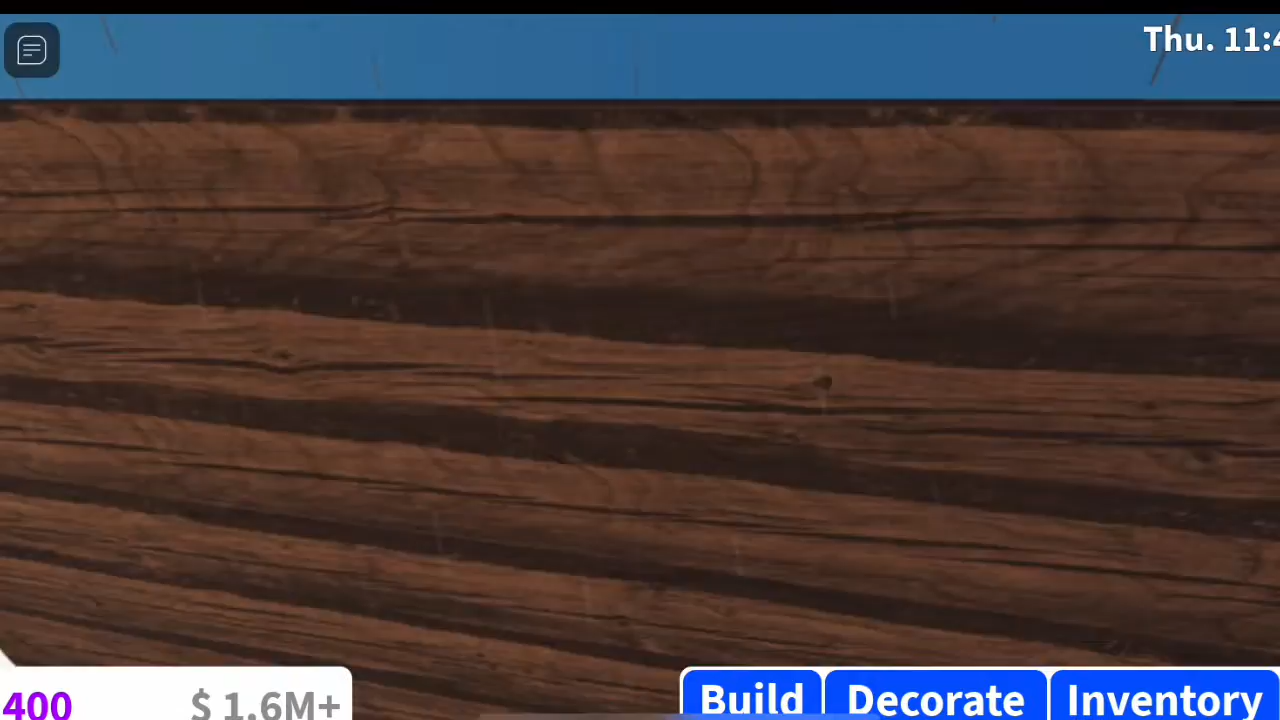 Thu. 11:4
400
$ 1.6M+
Build
Decorate
Inventory